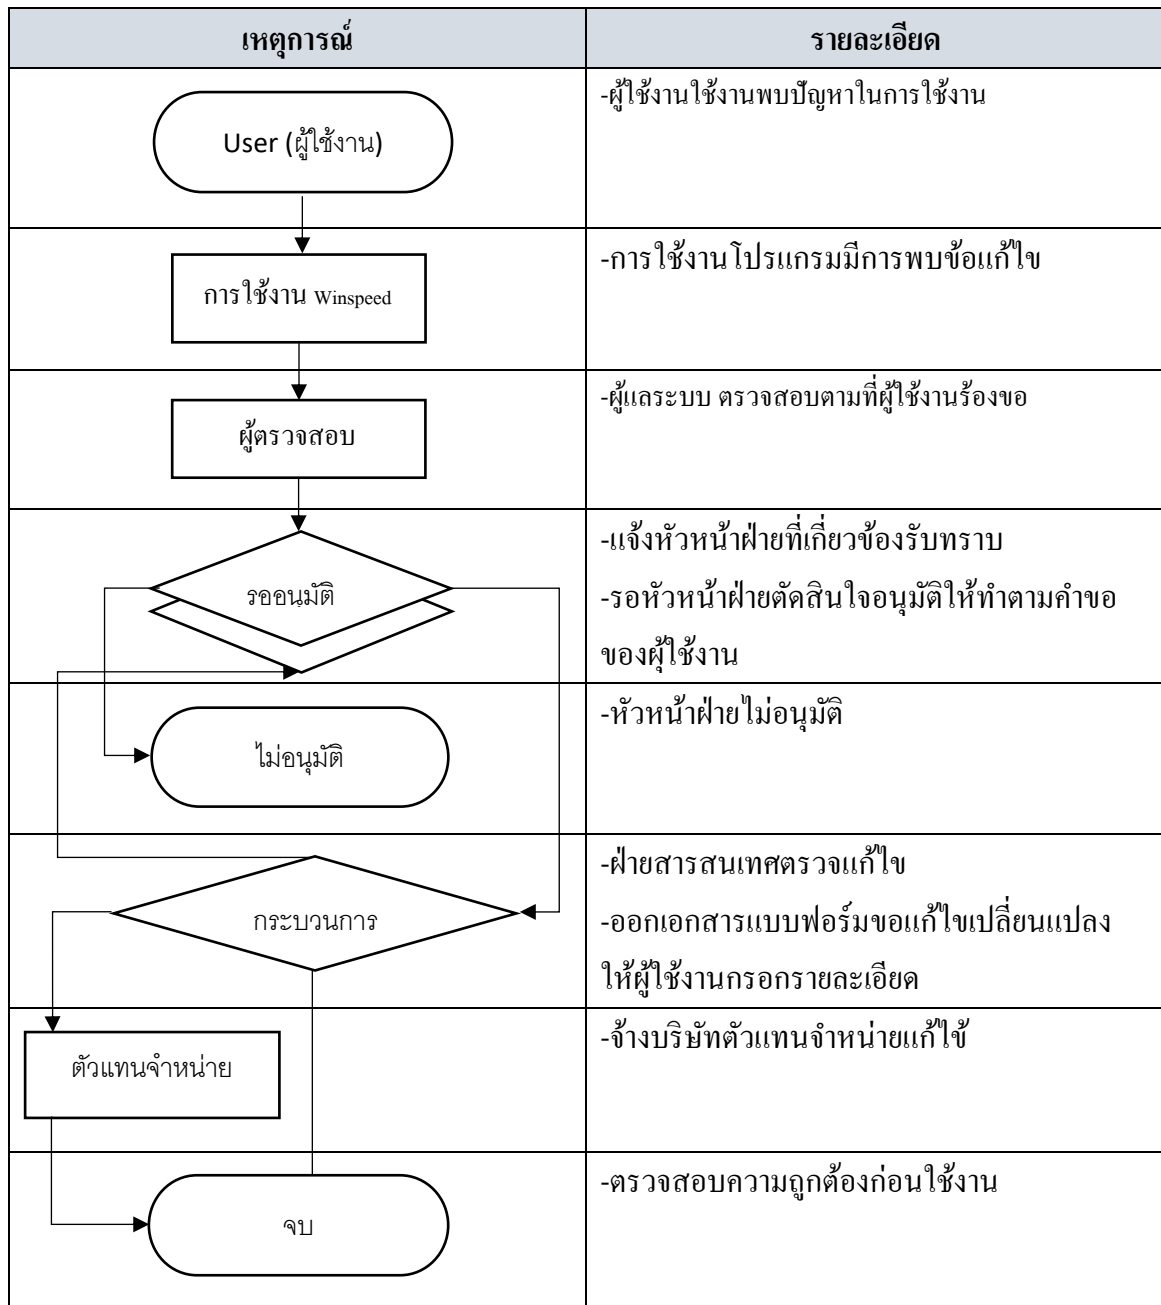 เหตุการณ์
รายละเอียด
User (ผู้ใช้งาน)
-ผู้ใช้งานใช้งานพบปัญหาในการใช้งาน
การใช้งาน Winspeed
-การใช้งานโปรแกรมมีการพบข้อแก้ไข
ผู้ตรวจสอบ
-ผู้แลระบบ ตรวจสอบตามที่ผู้ใช้งานร้องขอ
รออนุมัติ
-แจ้งหัวหน้าฝ่ายที่เกี่ยวข้องรับทราบ
-รอหัวหน้าฝ่ายตัดสินใจอนุมัติให้ทำตามคำขอ
ของผุ้ใช้งาน
ไม่อนุมัติ
-หัวหน้าฝ่ายไม่อนุมัติ
กระบวนการ
-ฝ่ายสารสนเทศตรวจแก้ไข
-ออกเอกสารแบบฟอร์มขอแก้ไขเปลี่ยนแปลง
ให้ผู้ใช้งานกรอกรายละเอียด
ตัวแทนจำหน่าย
-จ้างบริษัทตัวแทนจำหน่ายแก้ไข้
จบ
-ตรวจสอบความถูกต้องก่อนใช้งาน